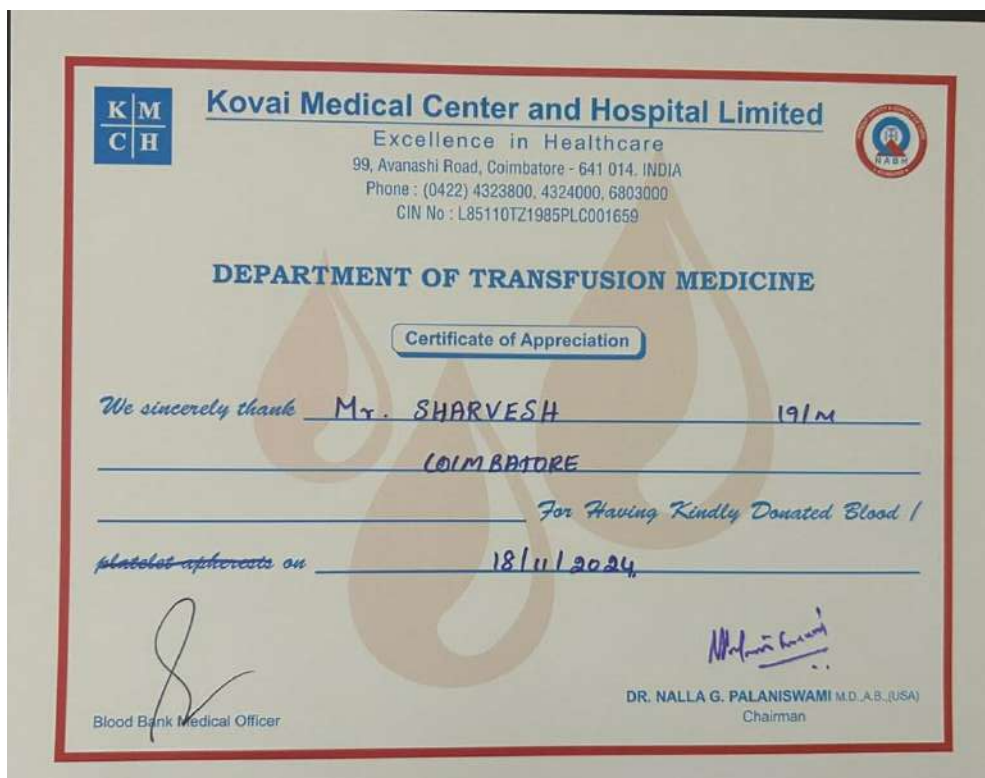 K M
C H
Kovai Medical Center and Hospital Limited
Excellence in Healthcare
99, Avanashi Road, Coimbatore - 641 014. INDIA
Phone : (0422) 4323800, 4324000, 6803000
CIN No : L85110TZ1985PLC001659
NABH
DEPARTMENT OF TRANSFUSION MEDICINE
Certificate of Appreciation
We sincerely thank Mr. SHARVESH 19/M
COIMBATORE
For Having Kindly Donated Blood /
platelet apherests on 18/11/2024
DR. NALLA G. PALANISWAMI M.D.,A.B.,(USA)
Blood Bank Medical Officer
Chairman